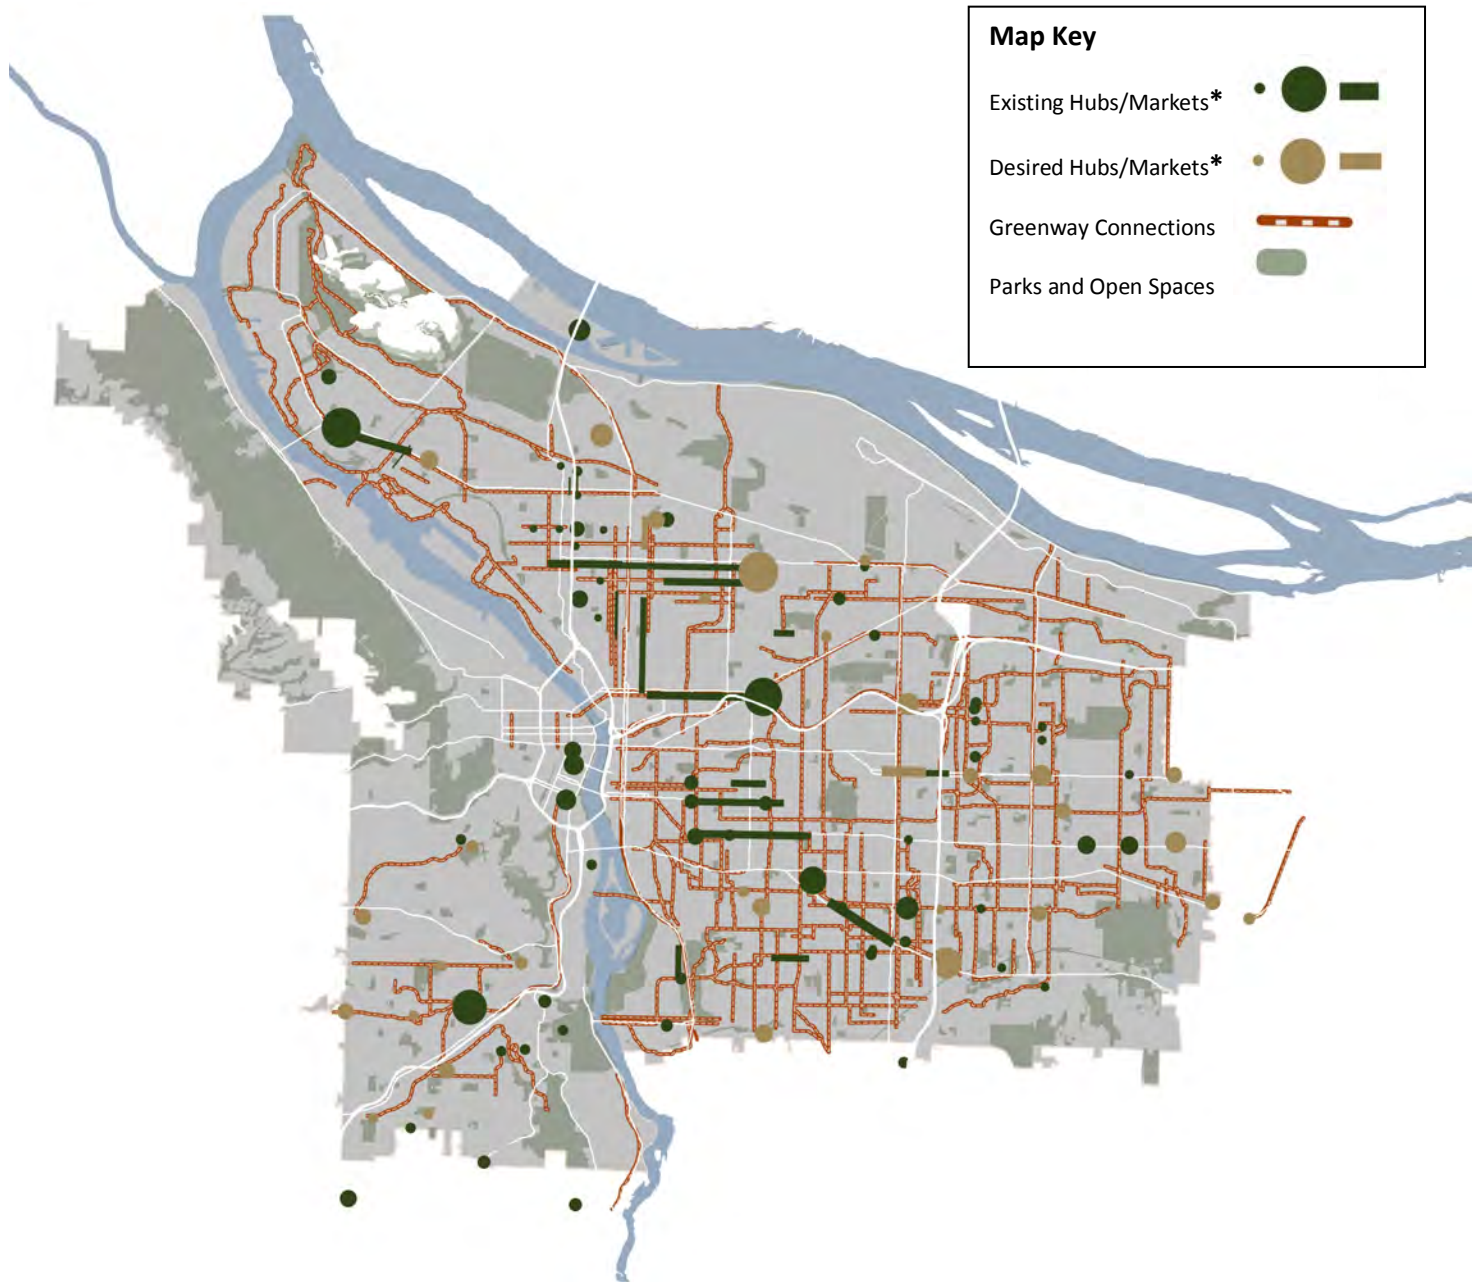 Map Key
Existing Hubs/Markets*
Desired Hubs/Markets*
Greenway Connections
Parks and Open Spaces